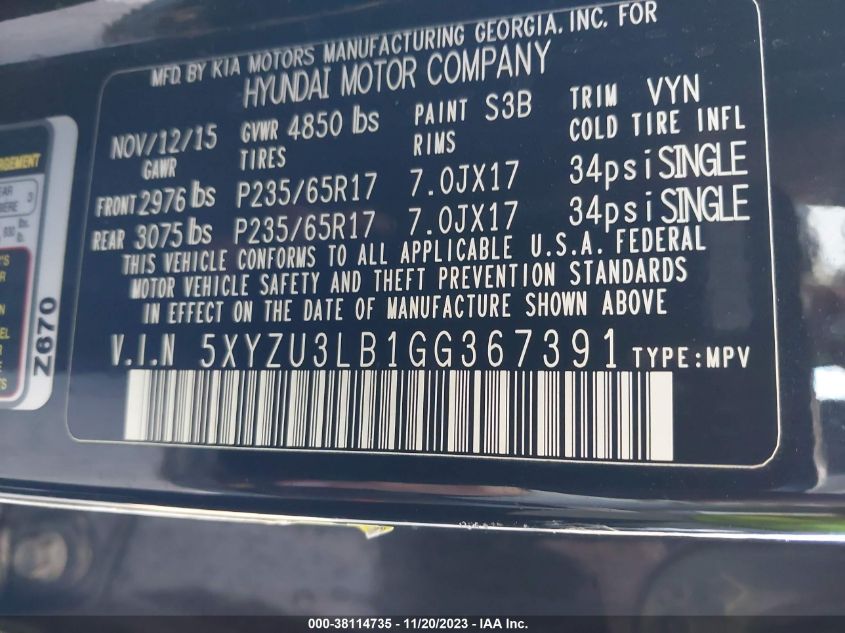 MFD. BY KIA MOTORS MANUFACTURING GEORGIA, INC. FOR
HYUNDAI MOTOR COMPANY
NOV/12/15 GVWR 4850 lbs PAINT S3B TRIM VYN
GAWR TIRES RIMS COLD TIRE INFL
FRONT 2976 lbs P235/65R17 7.0JX17 34psi SINGLE
REAR 3075 lbs P235/65R17 7.0JX17 34psi SINGLE
THIS VEHICLE CONFORMS TO ALL APPLICABLE U.S.A. FEDERAL
MOTOR VEHICLE SAFETY AND THEFT PREVENTION STANDARDS
IN EFFECT ON THE DATE OF MANUFACTURE SHOWN ABOVE
V.I.N 5XYZU3LB1GG367391 TYPE:MPV
Z670
000-38114735 — 11/20/2023 — IAA Inc.